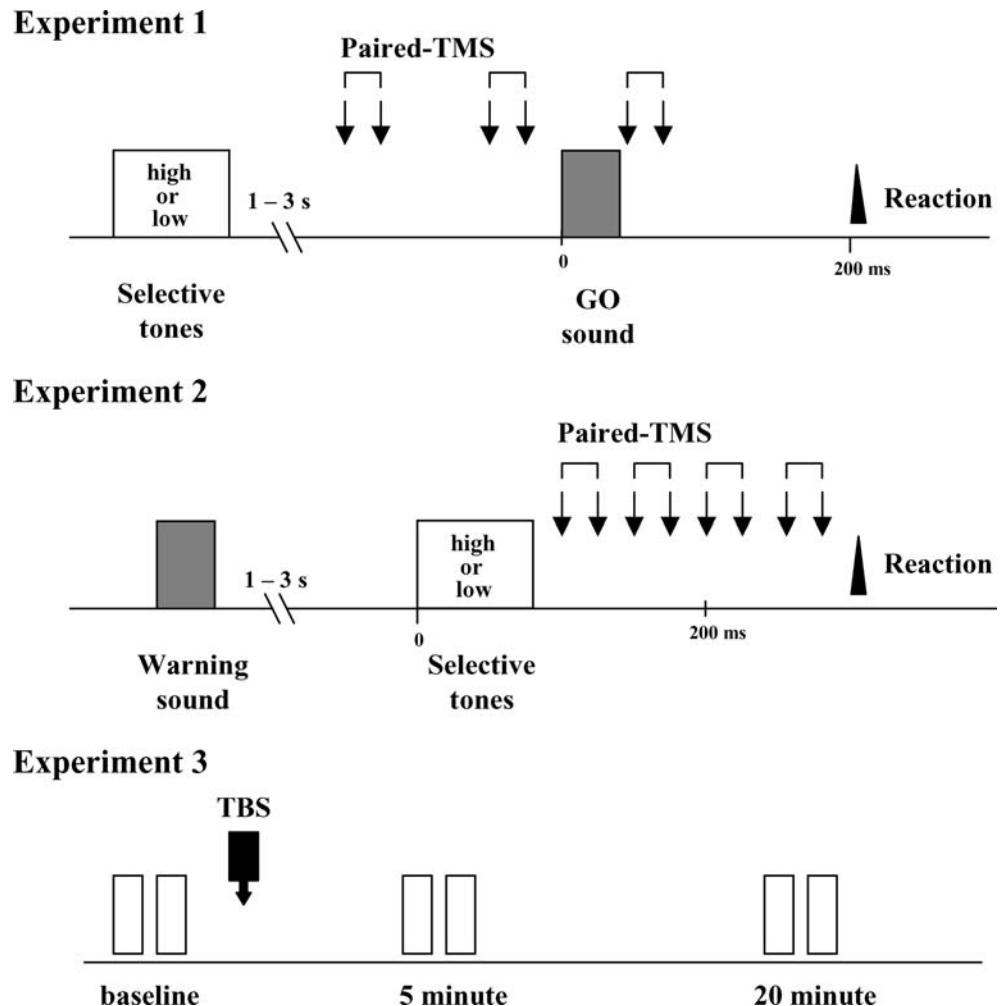 Experiment 1
Paired-TMS
high
or
low
1 – 3 s
Reaction
0
200 ms
Selective
tones
GO
sound
Experiment 2
Paired-TMS
1 – 3 s
high
or
low
Reaction
0
200 ms
Warning
sound
Selective
tones
Experiment 3
TBS
baseline
5 minute
20 minute